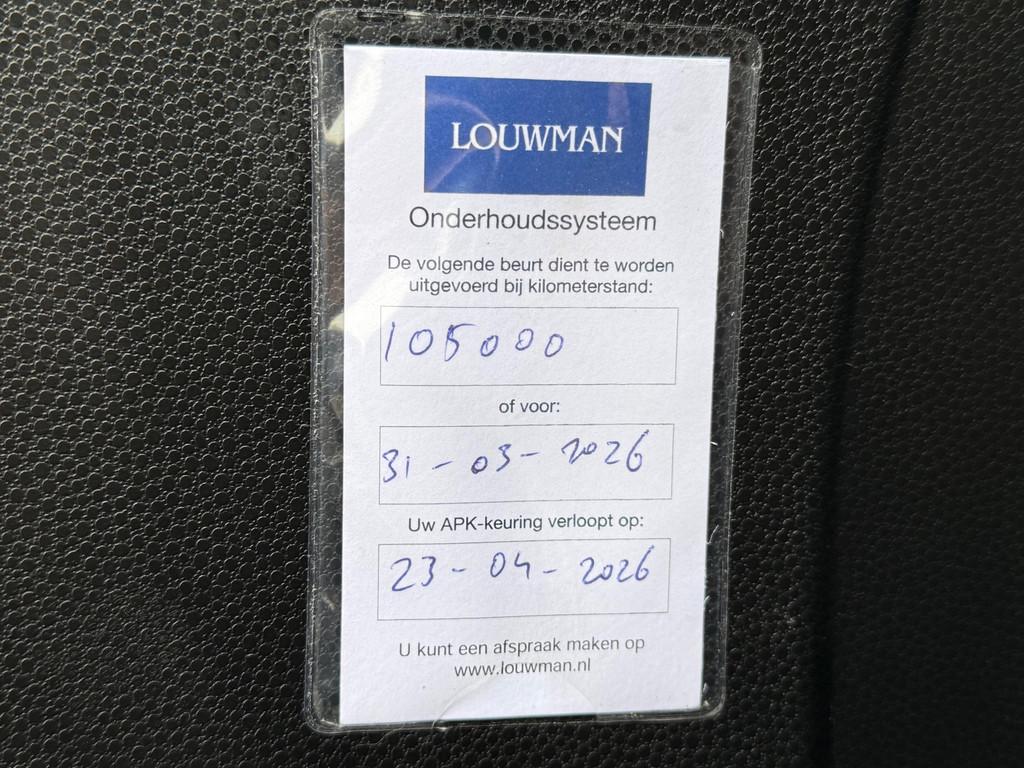 LOUWMAN
Onderhoudssysteem
De volgende beurt dient te worden
uitgevoerd bij kilometerstand:
105000
of voor:
31-03-2026
Uw APK-keuring verloopt op:
23-04-2026
U kunt een afspraak maken op
www.louwman.nl